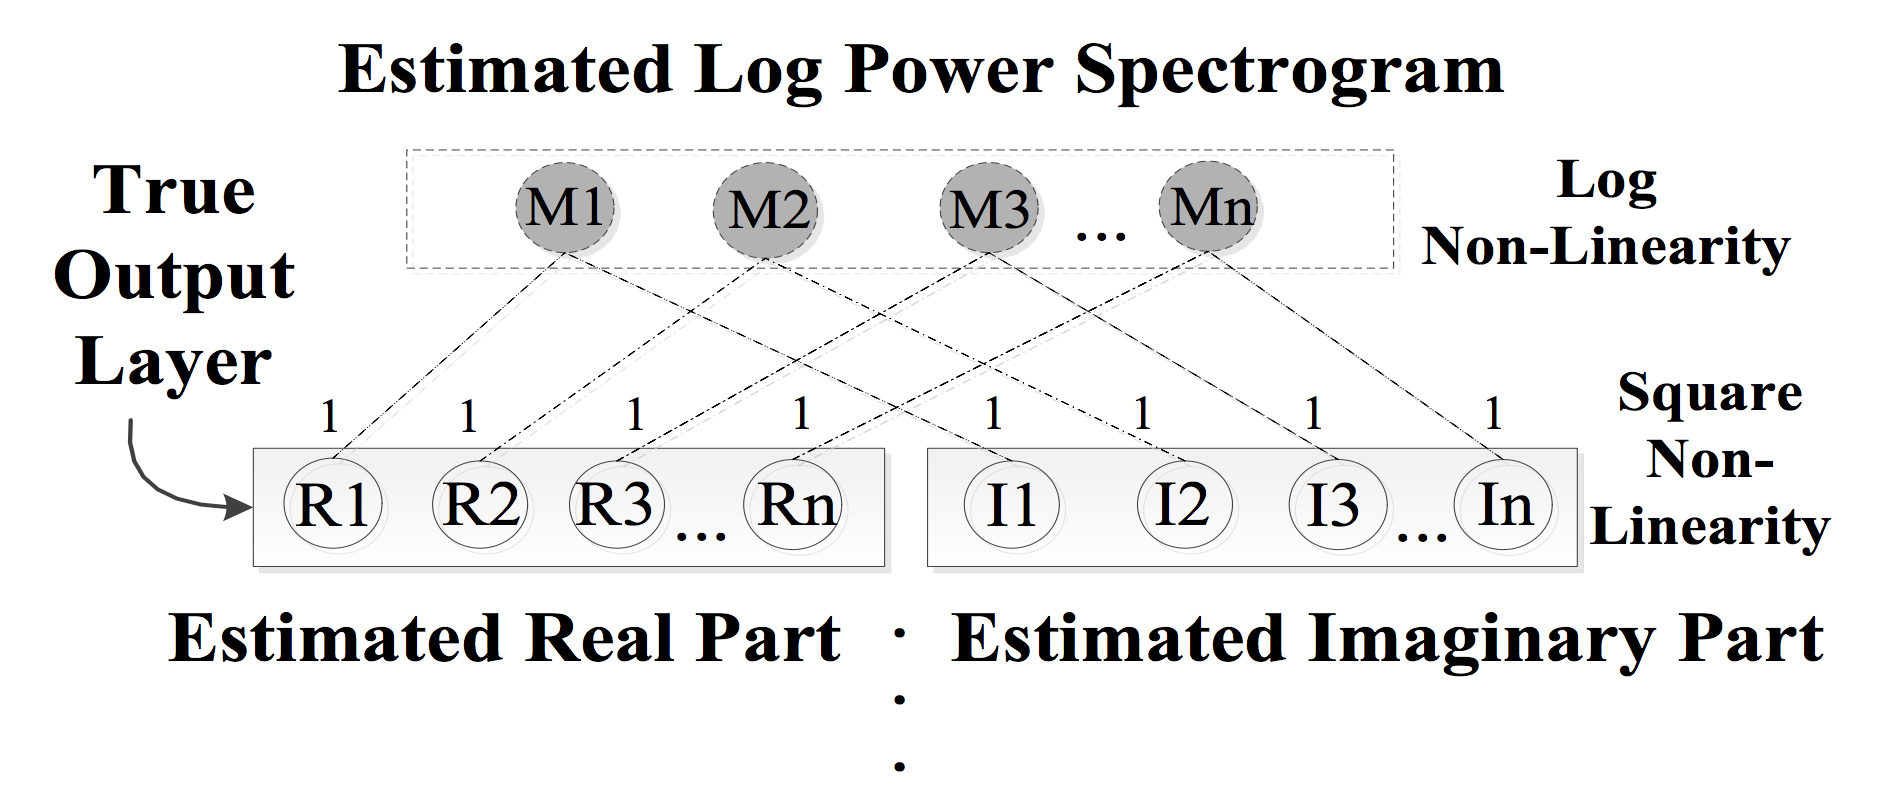 Estimated Log Power Spectrogram
True
Output
Layer
M1 M2 M3 ... Mn
Log
Non-Linearity
1 1 1 1 1 1 1 1
R1 R2 R3 ... Rn I1 I2 I3 ... In
Square
Non-
Linearity
Estimated Real Part
Estimated Imaginary Part